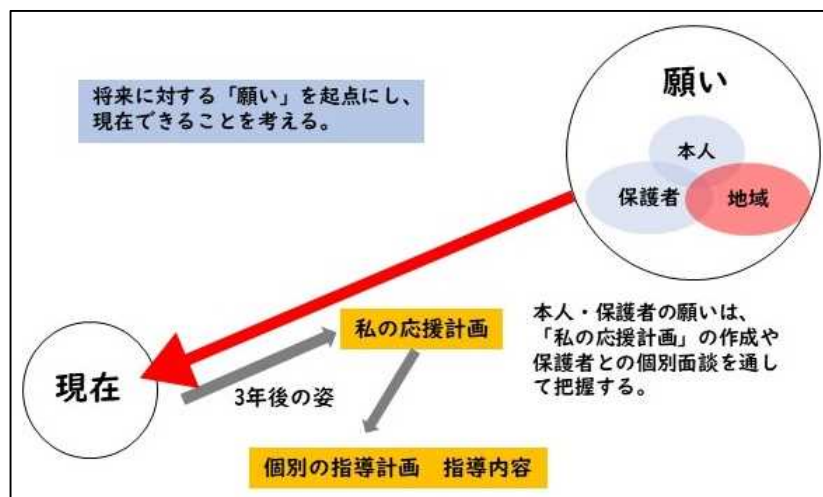 将来に対する「願い」を起点にし、
現在できることを考える。
願い
本人
保護者
地域
本人・保護者の願いは、
「私の応援計画」の作成や
保護者との個別面談を通し
て把握する。
私の応援計画
現在
3年後の姿
個別の指導計画　指導内容